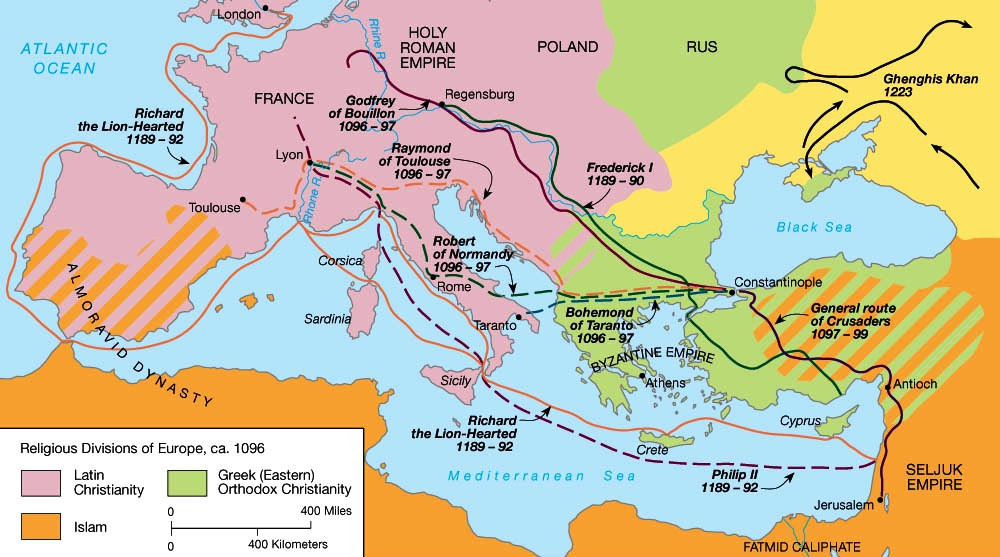 London
ATLANTIC
OCEAN
Rhine R.
HOLY
ROMAN
EMPIRE
POLAND
RUS
Ghenghis Khan
1223
FRANCE
Godfrey
of Bouillon
1096 – 97
Regensburg
Richard
the Lion-Hearted
1189 – 92
Raymond
of Toulouse
1096 – 97
Lyon
Frederick I
1189 – 90
Rhone R.
Toulouse
Black Sea
Robert
of Normandy
1096 – 97
Corsica
Rome
Constantinople
ALMORAVID DYNASTY
Sardinia
Taranto
Bohemond
of Taranto
1096 – 97
General route
of Crusaders
1097 – 99
BYZANTINE EMPIRE
Athens
Sicily
Antioch
Richard
the Lion-Hearted
1189 – 92
Crete
Cyprus
Mediterranean Sea
Philip II
1189 – 92
SELJUK
EMPIRE
Jerusalem
FATMID CALIPHATE
Religious Divisions of Europe, ca. 1096
Latin
Christianity
Greek (Eastern)
Orthodox Christianity
Islam
0 400 Miles
0 400 Kilometers